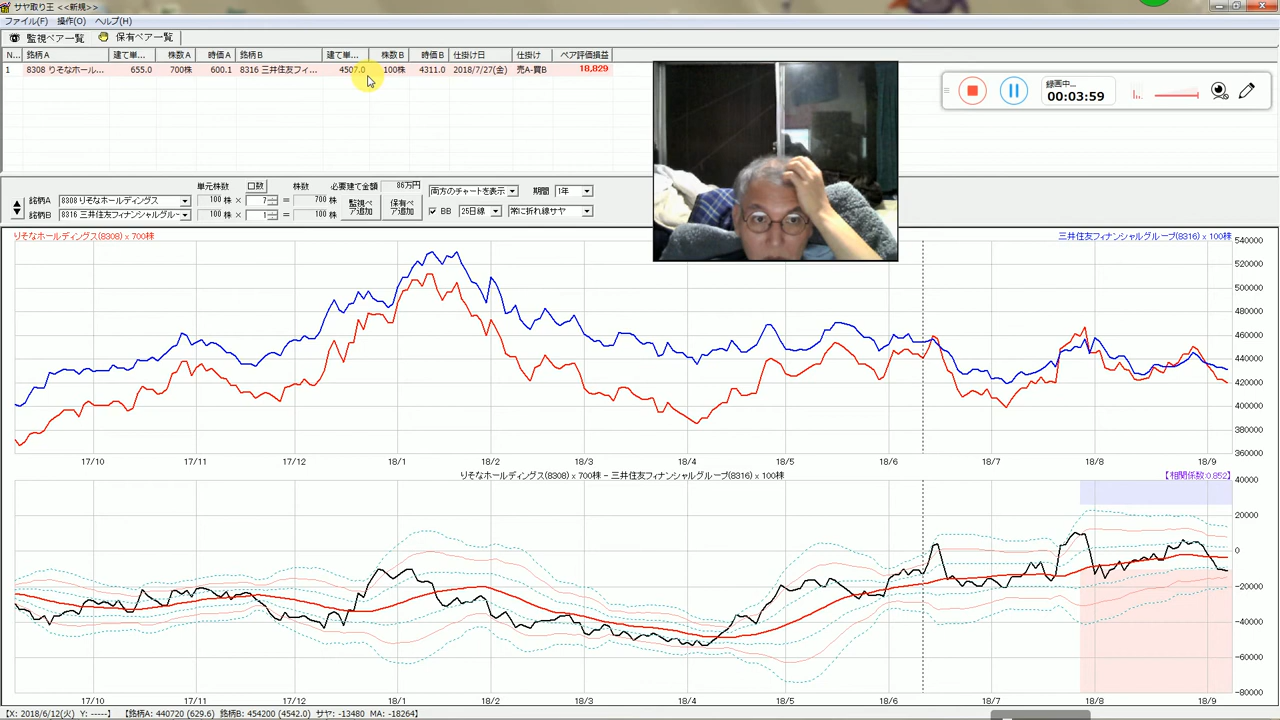 サヤ取り王 <<新規>>
ファイル(F) 操作(O) ヘルプ(H)
監視ペア一覧 保有ペア一覧
N... 銘柄A 建て単... 株数A 時価A 銘柄B 建て単... 株数B 時価B 仕掛け日 仕掛け ペア評価損益
1 8308 りそなホール... 655.0 700株 600.1 8316 三井住友フィ... 4507.0 100株 4311.0 2018/7/27(金) 売A-買B 18,829
録画中...
00:03:59
単元株数 口数 株数 必要建て金額 86万円 両方のチャートを表示 期間 1年
銘柄A 8308 りそなホールディングス 100株 × 7 = 700株 監視ペア追加 保有ペア追加
銘柄B 8316 三井住友フィナンシャルグルー 100株 × 1 = 100株 BB 25日線 常に折れ線サヤ
りそなホールディングス(8308) x 700株 三井住友フィナンシャルグループ(8316) x 100株
540000
520000
500000
480000
460000
440000
420000
400000
380000
360000
17/10 17/11 17/12 18/1 18/2 18/3 18/4 18/5 18/6 18/7 18/8 18/9
りそなホールディングス(8308) x 700株 - 三井住友フィナンシャルグループ(8316) x 100株 【相関係数:0.852】
40000
20000
0
-20000
-40000
-60000
-80000
17/10 17/11 17/12 18/1 18/2 18/3 18/4 18/5 18/6 18/7 18/8 18/9
【X: 2018/6/12(火) Y: -----】 【銘柄A: 440720 (629.6) 銘柄B: 454200 (4542.0) サヤ: -13480 MA: -18264】